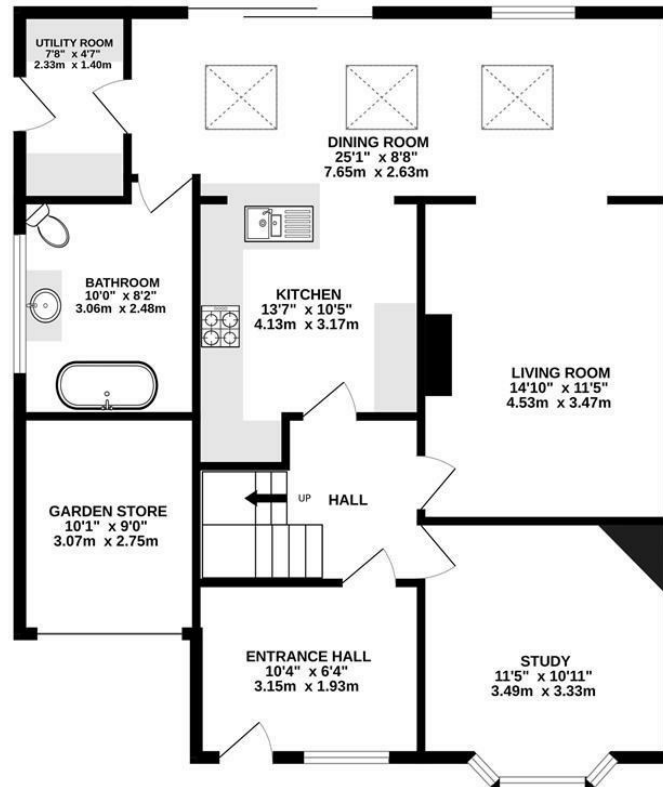 UTILITY ROOM
7'8" x 4'7"
2.33m x 1.40m
DINING ROOM
25'1" x 8'8"
7.65m x 2.63m
BATHROOM
10'0" x 8'2"
3.06m x 2.48m
KITCHEN
13'7" x 10'5"
4.13m x 3.17m
LIVING ROOM
14'10" x 11'5"
4.53m x 3.47m
GARDEN STORE
10'1" x 9'0"
3.07m x 2.75m
UP
HALL
ENTRANCE HALL
10'4" x 6'4"
3.15m x 1.93m
STUDY
11'5" x 10'11"
3.49m x 3.33m